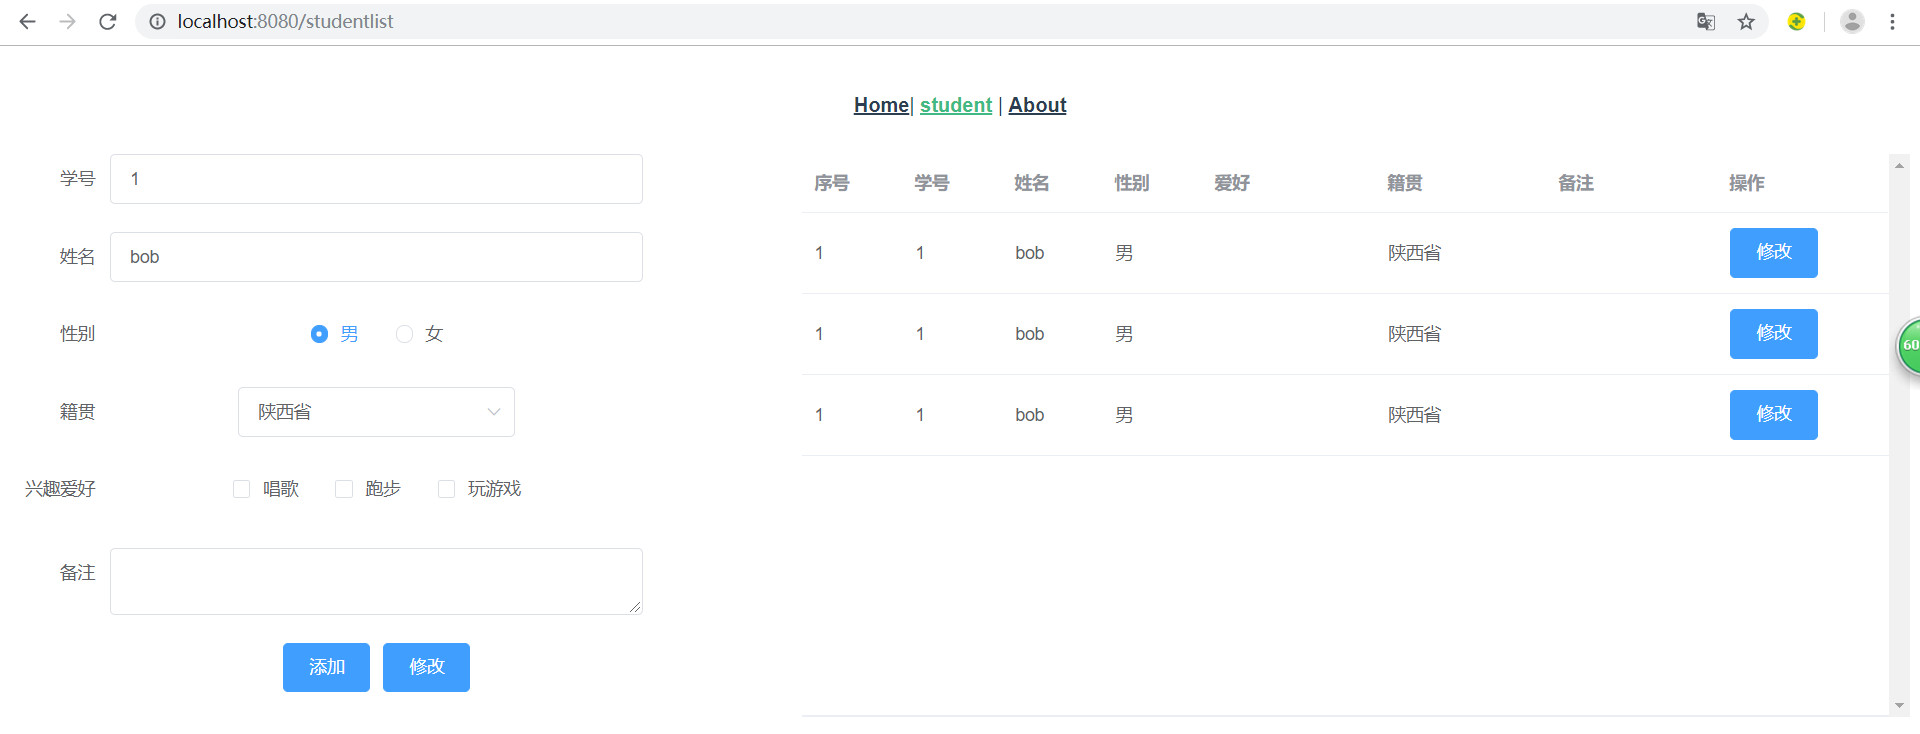 localhost:8080/studentlist
Home| student | About
学号 1
姓名 bob
性别 男 女
籍贯 陕西省
兴趣爱好 唱歌 跑步 玩游戏
备注
添加 修改
序号 学号 姓名 性别 爱好 籍贯 备注 操作
1 1 bob 男 陕西省 修改
1 1 bob 男 陕西省 修改
1 1 bob 男 陕西省 修改
60